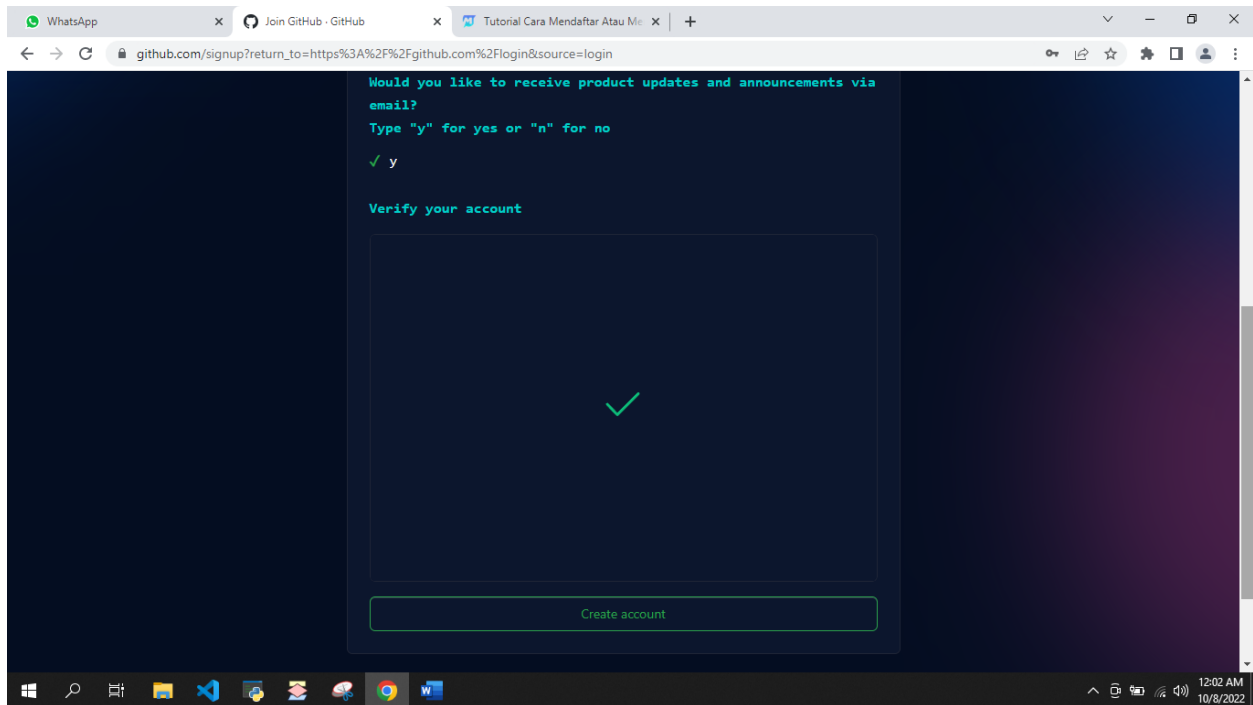 WhatsApp
Join GitHub · GitHub
Tutorial Cara Mendaftar Atau Me
github.com/signup?return_to=https%3A%2F%2Fgithub.com%2Flogin&source=login
Would you like to receive product updates and announcements via
email?
Type "y" for yes or "n" for no
✓ y
Verify your account
Create account
12:02 AM
10/8/2022